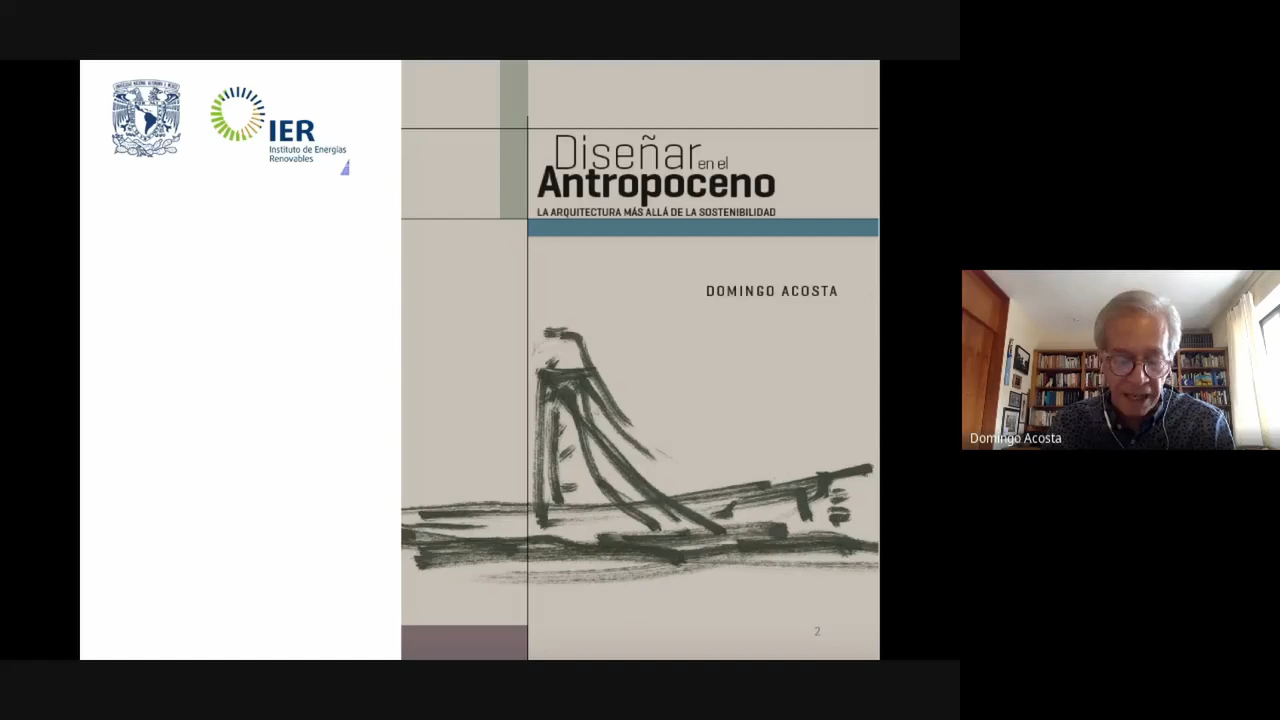 IER
Instituto de Energías
Renovables
Diseñar en el
Antropoceno
LA ARQUITECTURA MÁS ALLÁ DE LA SOSTENIBILIDAD
DOMINGO ACOSTA
2
Domingo Acosta